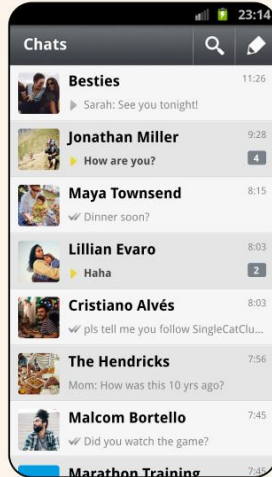 23:14
Chats
Besties 11:26
Sarah: See you tonight!
Jonathan Miller 9:28
How are you? 4
Maya Townsend 8:15
Dinner soon?
Lillian Evaro 8:03
Haha 2
Cristiano Alvés 8:03
pls tell me you follow SingleCatClu...
The Hendricks 7:56
Mom: How was this 10 yrs ago?
Malcom Bortello 7:45
Did you watch the game?
Marathon Training 7:45